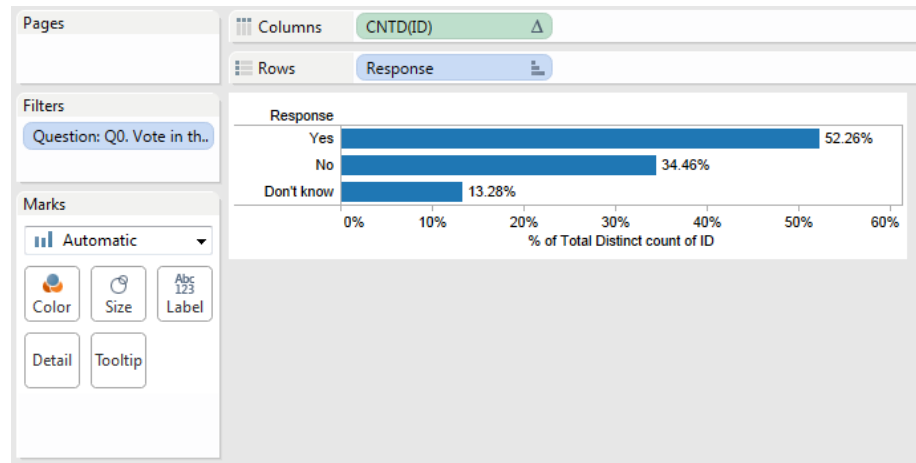 Pages
Columns CNTD(ID) Δ
Rows Response
Filters
Question: Q0. Vote in th..
Marks
Automatic
Color Size Abc 123 Label
Detail Tooltip
Response
Yes 52.26%
No 34.46%
Don't know 13.28%
0% 10% 20% 30% 40% 50% 60%
% of Total Distinct count of ID